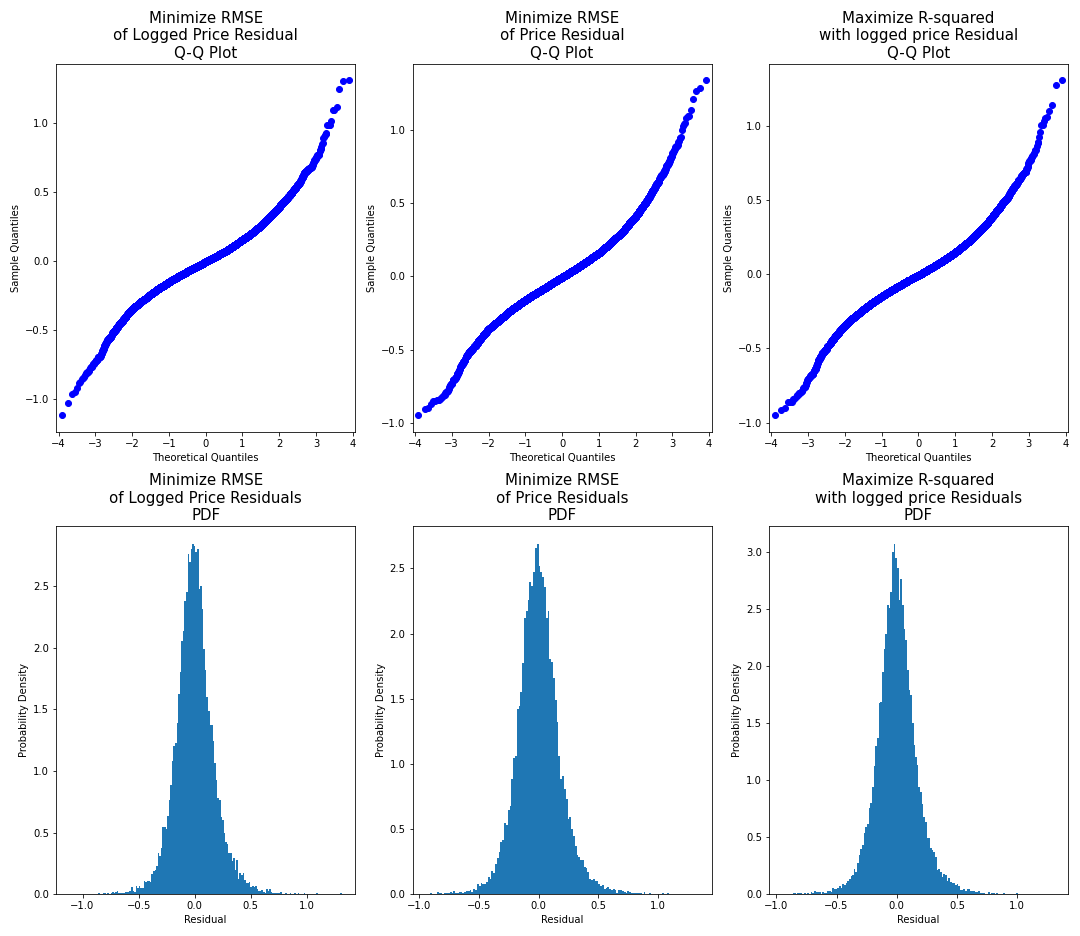 Minimize RMSE
of Logged Price Residual
Q-Q Plot
Sample Quantiles
1.0
0.5
0.0
−0.5
−1.0
−4 −3 −2 −1 0 1 2 3 4
Theoretical Quantiles
Minimize RMSE
of Price Residual
Q-Q Plot
Sample Quantiles
1.0
0.5
0.0
−0.5
−1.0
−4 −3 −2 −1 0 1 2 3 4
Theoretical Quantiles
Maximize R-squared
with logged price Residual
Q-Q Plot
Sample Quantiles
1.0
0.5
0.0
−0.5
−1.0
−4 −3 −2 −1 0 1 2 3 4
Theoretical Quantiles
Minimize RMSE
of Logged Price Residuals
PDF
Probability Density
2.5
2.0
1.5
1.0
0.5
0.0
−1.0 −0.5 0.0 0.5 1.0
Residual
Minimize RMSE
of Price Residuals
PDF
Probability Density
2.5
2.0
1.5
1.0
0.5
0.0
−1.0 −0.5 0.0 0.5 1.0
Residual
Maximize R-squared
with logged price Residuals
PDF
Probability Density
3.0
2.5
2.0
1.5
1.0
0.5
0.0
−1.0 −0.5 0.0 0.5 1.0
Residual